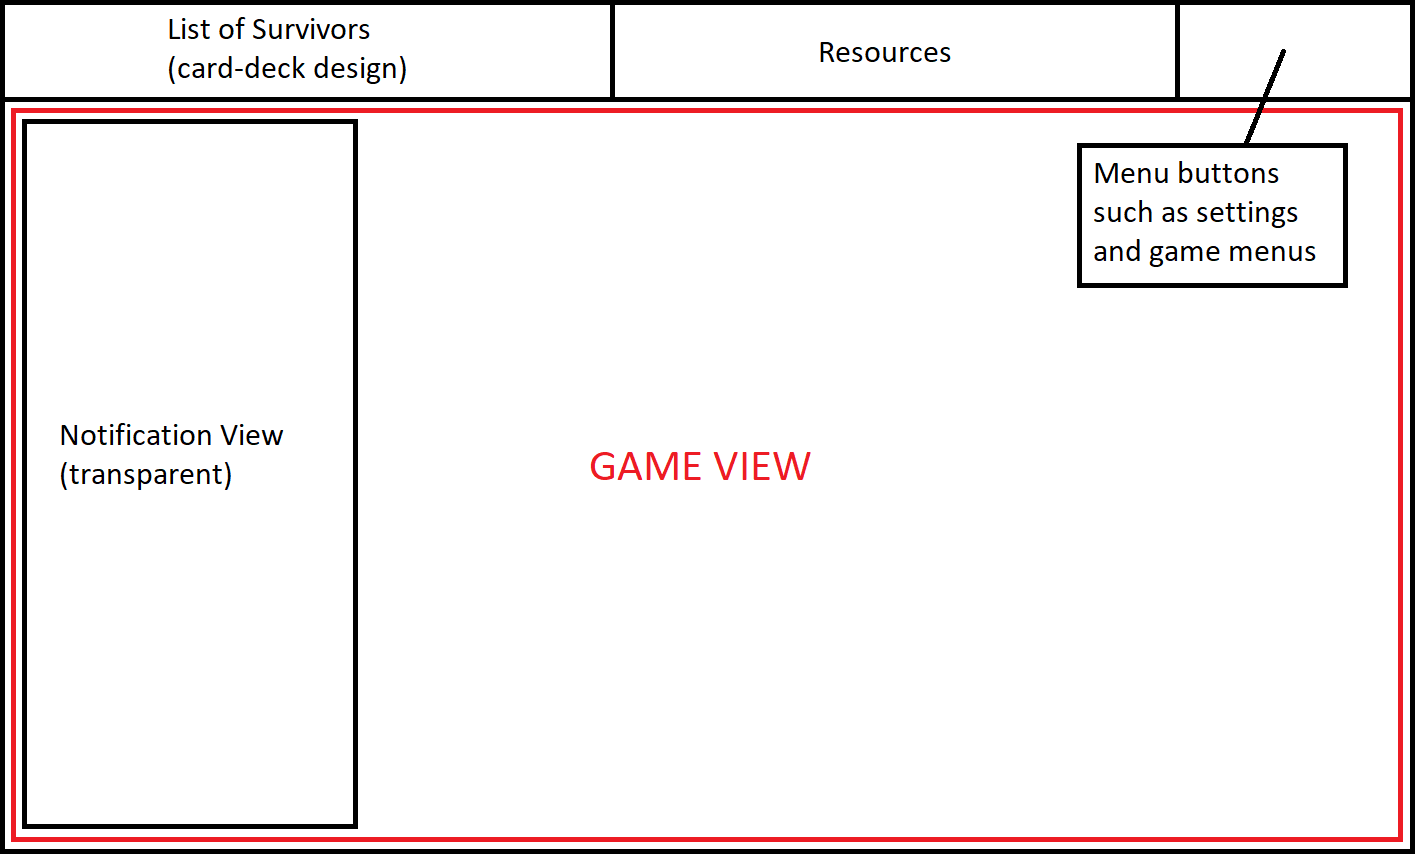 List of Survivors
(card-deck design)
Resources
Menu buttons
such as settings
and game menus
Notification View
(transparent)
GAME VIEW